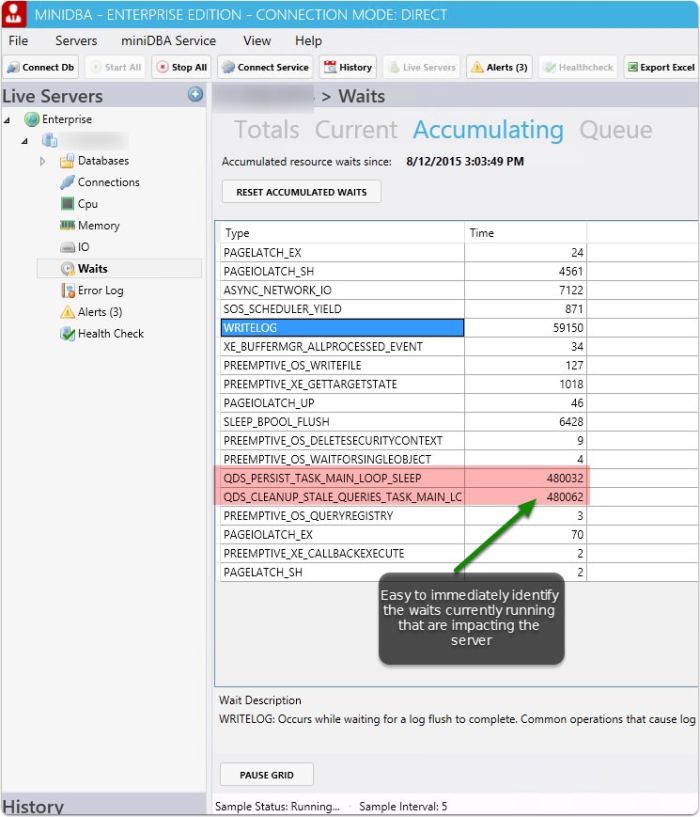 MINIDBA - ENTERPRISE EDITION - CONNECTION MODE: DIRECT
File Servers miniDBA Service View Help
Connect Db Start All Stop All Connect Service History Live Servers Alerts (3) Healthcheck Export Excel
Live Servers
> Waits
Enterprise
Databases
Connections
Cpu
Memory
IO
Waits
Error Log
Alerts (3)
Health Check
Totals Current Accumulating Queue
Accumulated resource waits since: 8/12/2015 3:03:49 PM
RESET ACCUMULATED WAITS
Type Time
PAGELATCH_EX 24
PAGEIOLATCH_SH 4561
ASYNC_NETWORK_IO 7122
SOS_SCHEDULER_YIELD 871
WRITELOG 59150
XE_BUFFERMGR_ALLPROCESSED_EVENT 34
PREEMPTIVE_OS_WRITEFILE 127
PREEMPTIVE_XE_GETTARGETSTATE 1018
PAGEIOLATCH_UP 46
SLEEP_BPOOL_FLUSH 6428
PREEMPTIVE_OS_DELETESECURITYCONTEXT 9
PREEMPTIVE_OS_WAITFORSINGLEOBJECT 4
QDS_PERSIST_TASK_MAIN_LOOP_SLEEP 480032
QDS_CLEANUP_STALE_QUERIES_TASK_MAIN_LC 480062
PREEMPTIVE_OS_QUERYREGISTRY 3
PAGEIOLATCH_EX 70
PREEMPTIVE_XE_CALLBACKEXECUTE 2
PAGELATCH_SH 2
Easy to immediately identify
the waits currently running
that are impacting the
server
Wait Description
WRITELOG: Occurs while waiting for a log flush to complete. Common operations that cause log
PAUSE GRID
History
Sample Status: Running... Sample Interval: 5